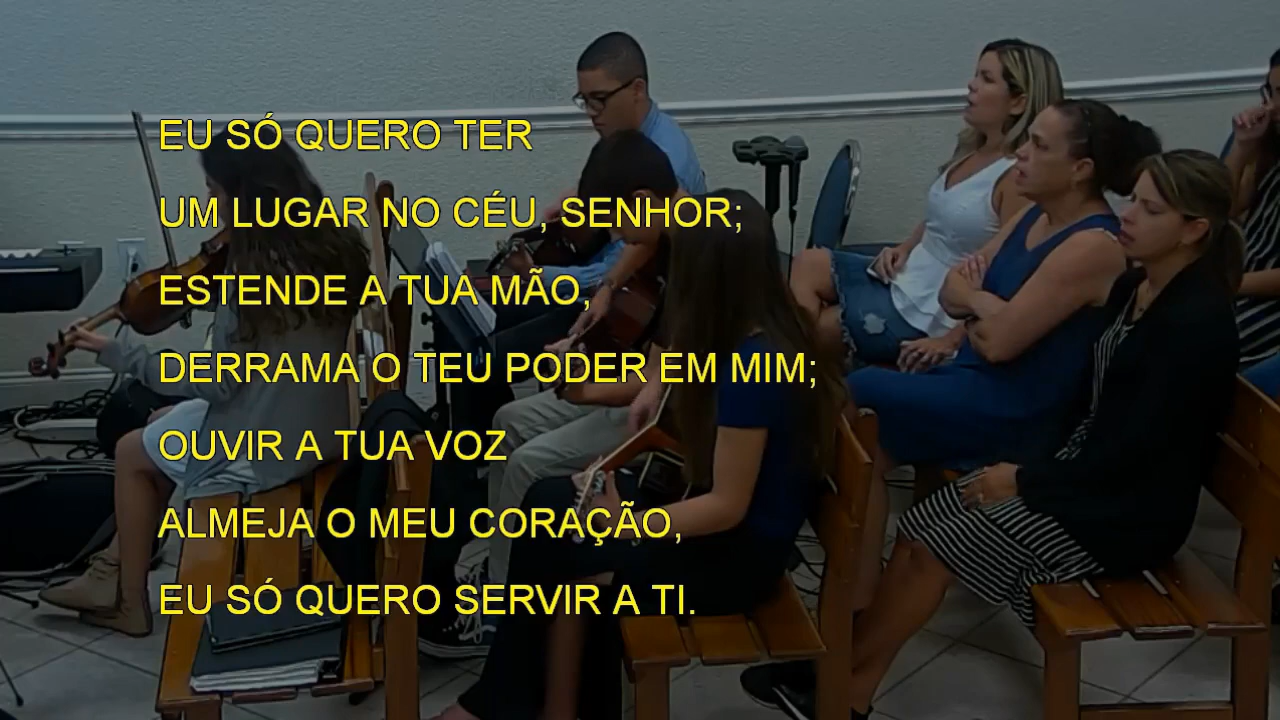 EU SÓ QUERO TER
UM LUGAR NO CÉU, SENHOR;
ESTENDE A TUA MÃO,
DERRAMA O TEU PODER EM MIM;
OUVIR A TUA VOZ
ALMEJA O MEU CORAÇÃO,
EU SÓ QUERO SERVIR A TI.